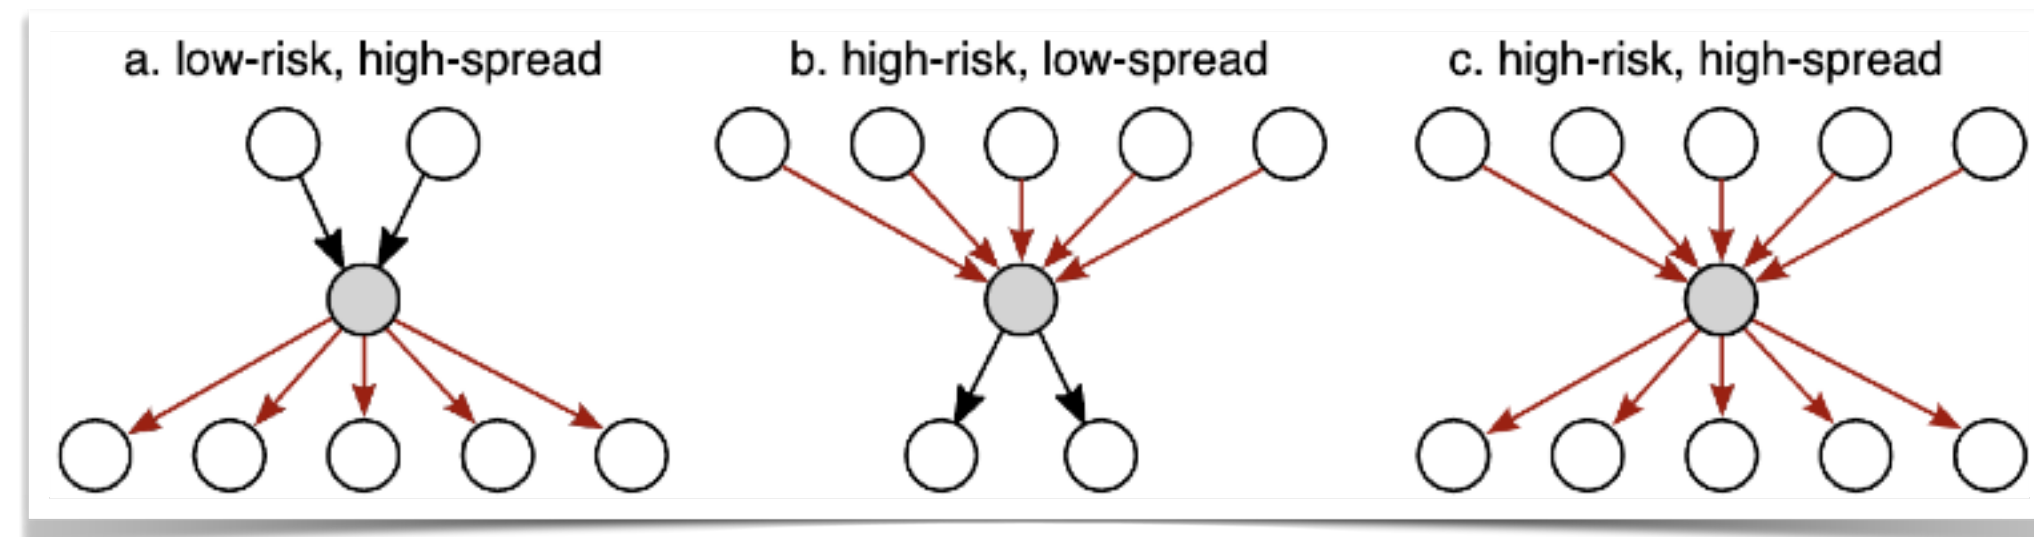 a. low-risk, high-spread
b. high-risk, low-spread
c. high-risk, high-spread